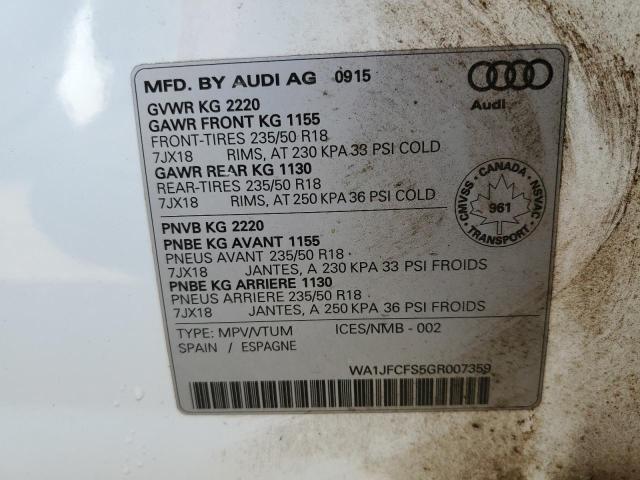 MFD. BY AUDI AG 0915
Audi
GVWR KG 2220
GAWR FRONT KG 1155
FRONT-TIRES 235/50 R18
7JX18 RIMS, AT 230 KPA 33 PSI COLD
GAWR REAR KG 1130
REAR-TIRES 235/50 R18
7JX18 RIMS, AT 250 KPA 36 PSI COLD
CMVSS - CANADA - NSVAC
961
TRANSPORT
PNVB KG 2220
PNBE KG AVANT 1155
PNEUS AVANT 235/50 R18
7JX18 JANTES, A 230 KPA 33 PSI FROIDS
PNBE KG ARRIERE 1130
PNEUS ARRIERE 235/50 R18
7JX18 JANTES, A 250 KPA 36 PSI FROIDS
TYPE: MPV/VTUM ICES/NMB - 002
SPAIN / ESPAGNE
WA1JFCFS5GR007359